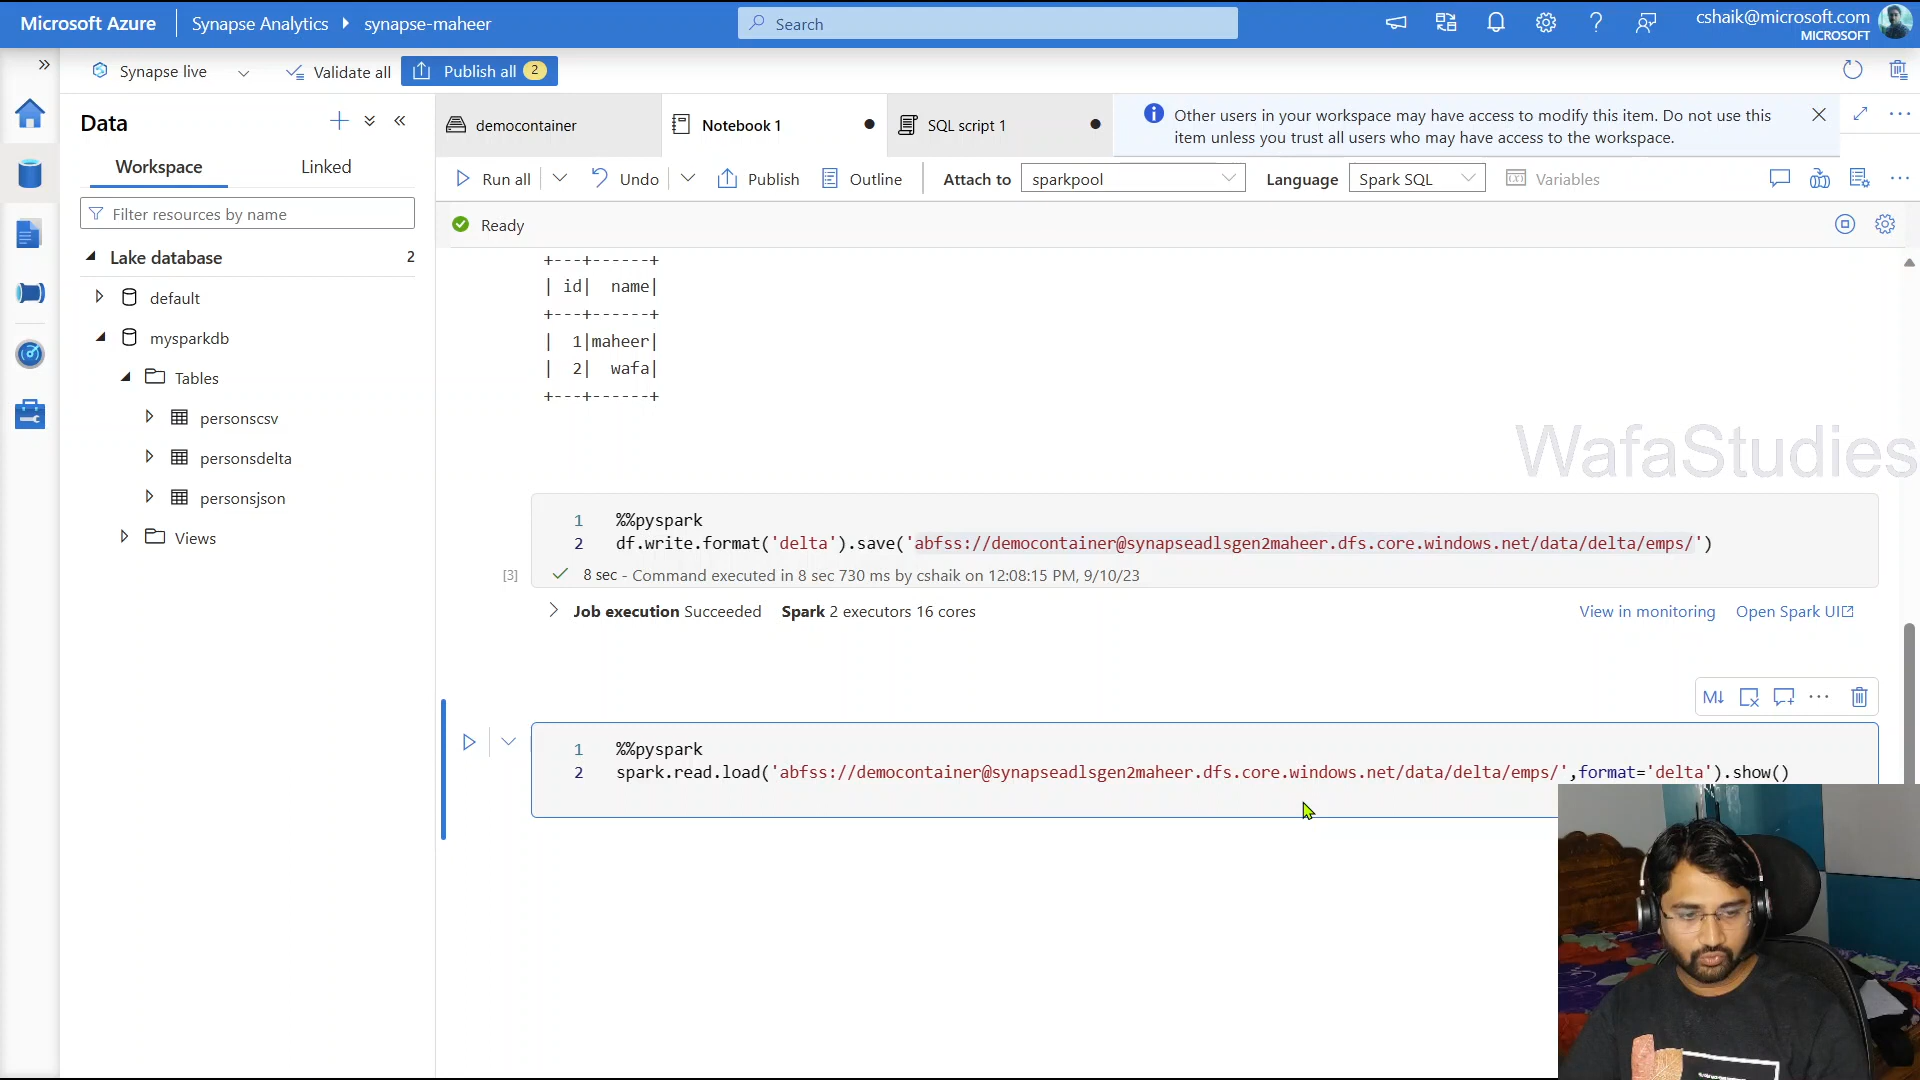 Microsoft Azure
Synapse Analytics
synapse-maheer
Search
cshaik@microsoft.com
MICROSOFT
Synapse live
Validate all
Publish all
2
Data
Workspace
Linked
Filter resources by name
Lake database
2
default
mysparkdb
Tables
personscsv
personsdelta
personsjson
Views
democontainer
Notebook 1
SQL script 1
Other users in your workspace may have access to modify this item. Do not use this
item unless you trust all users who may have access to the workspace.
Run all
Undo
Publish
Outline
Attach to
sparkpool
Language
Spark SQL
Variables
Ready
+---+------+
| id|  name|
+---+------+
|  1|maheer|
|  2|  wafa|
+---+------+
WafaStudies
1 %%pyspark
2 df.write.format('delta').save('abfss://democontainer@synapseadlsgen2maheer.dfs.core.windows.net/data/delta/emps/')
[3]
8 sec - Command executed in 8 sec 730 ms by cshaik on 12:08:15 PM, 9/10/23
Job execution Succeeded Spark 2 executors 16 cores
View in monitoring
Open Spark UI
M↓
1 %%pyspark
2 spark.read.load('abfss://democontainer@synapseadlsgen2maheer.dfs.core.windows.net/data/delta/emps/',format='delta').show()